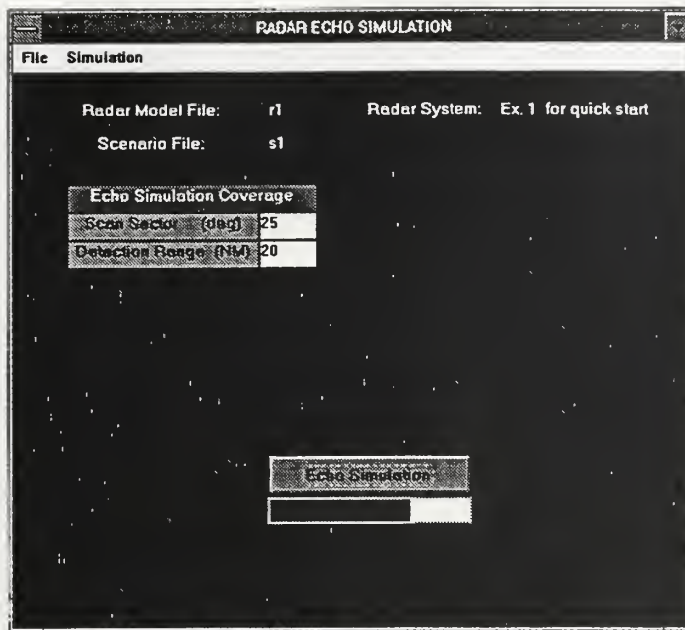 RADAR ECHO SIMULATION
File Simulation
Radar Model File: r1 Radar System: Ex. 1 for quick start
Scenario File: s1
Echo Simulation Coverage
Scan Sector (deg) 25
Detection Range (NM) 20
Echo Simulation